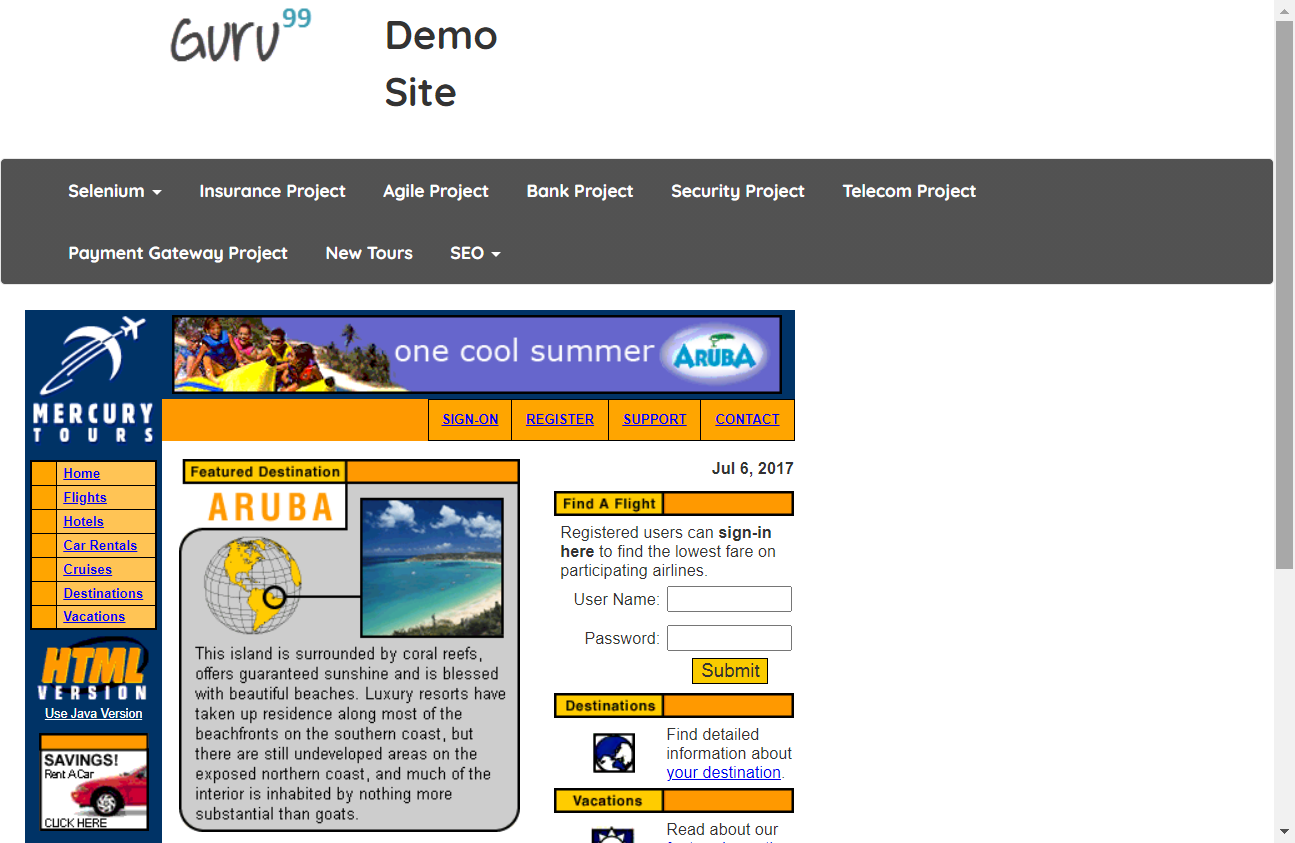 Guru99
Demo
Site
Selenium
Insurance Project
Agile Project
Bank Project
Security Project
Telecom Project
Payment Gateway Project
New Tours
SEO
one cool summer
ARUBA
MERCURY
TOURS
SIGN-ON
REGISTER
SUPPORT
CONTACT
Home
Flights
Hotels
Car Rentals
Cruises
Destinations
Vacations
HTML
VERSION
Use Java Version
SAVINGS!
Rent A Car
CLICK HERE
Featured Destination
ARUBA
This island is surrounded by coral reefs,
offers guaranteed sunshine and is blessed
with beautiful beaches. Luxury resorts have
taken up residence along most of the
beachfronts on the southern coast, but
there are still undeveloped areas on the
exposed northern coast, and much of the
interior is inhabited by nothing more
substantial than goats.
Jul 6, 2017
Find A Flight
Registered users can sign-in
here to find the lowest fare on
participating airlines.
User Name:
Password:
Submit
Destinations
Find detailed
information about
your destination.
Vacations
Read about our